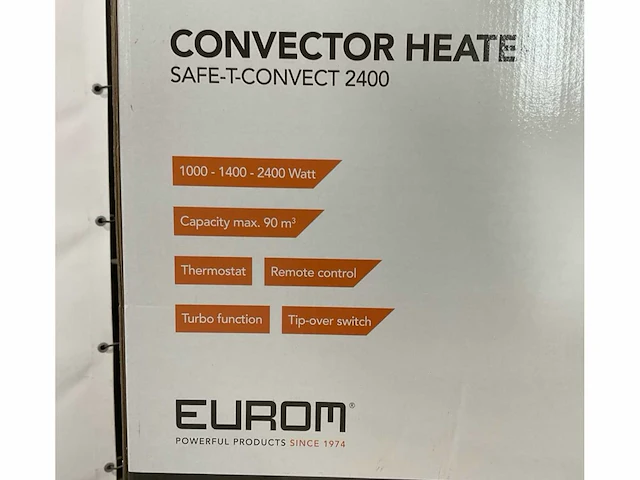 CONVECTOR HEATE
SAFE-T-CONVECT 2400
1000 - 1400 - 2400 Watt
Capacity max. 90 m³
Thermostat Remote control
Turbo function Tip-over switch
EUROM®
POWERFUL PRODUCTS SINCE 1974